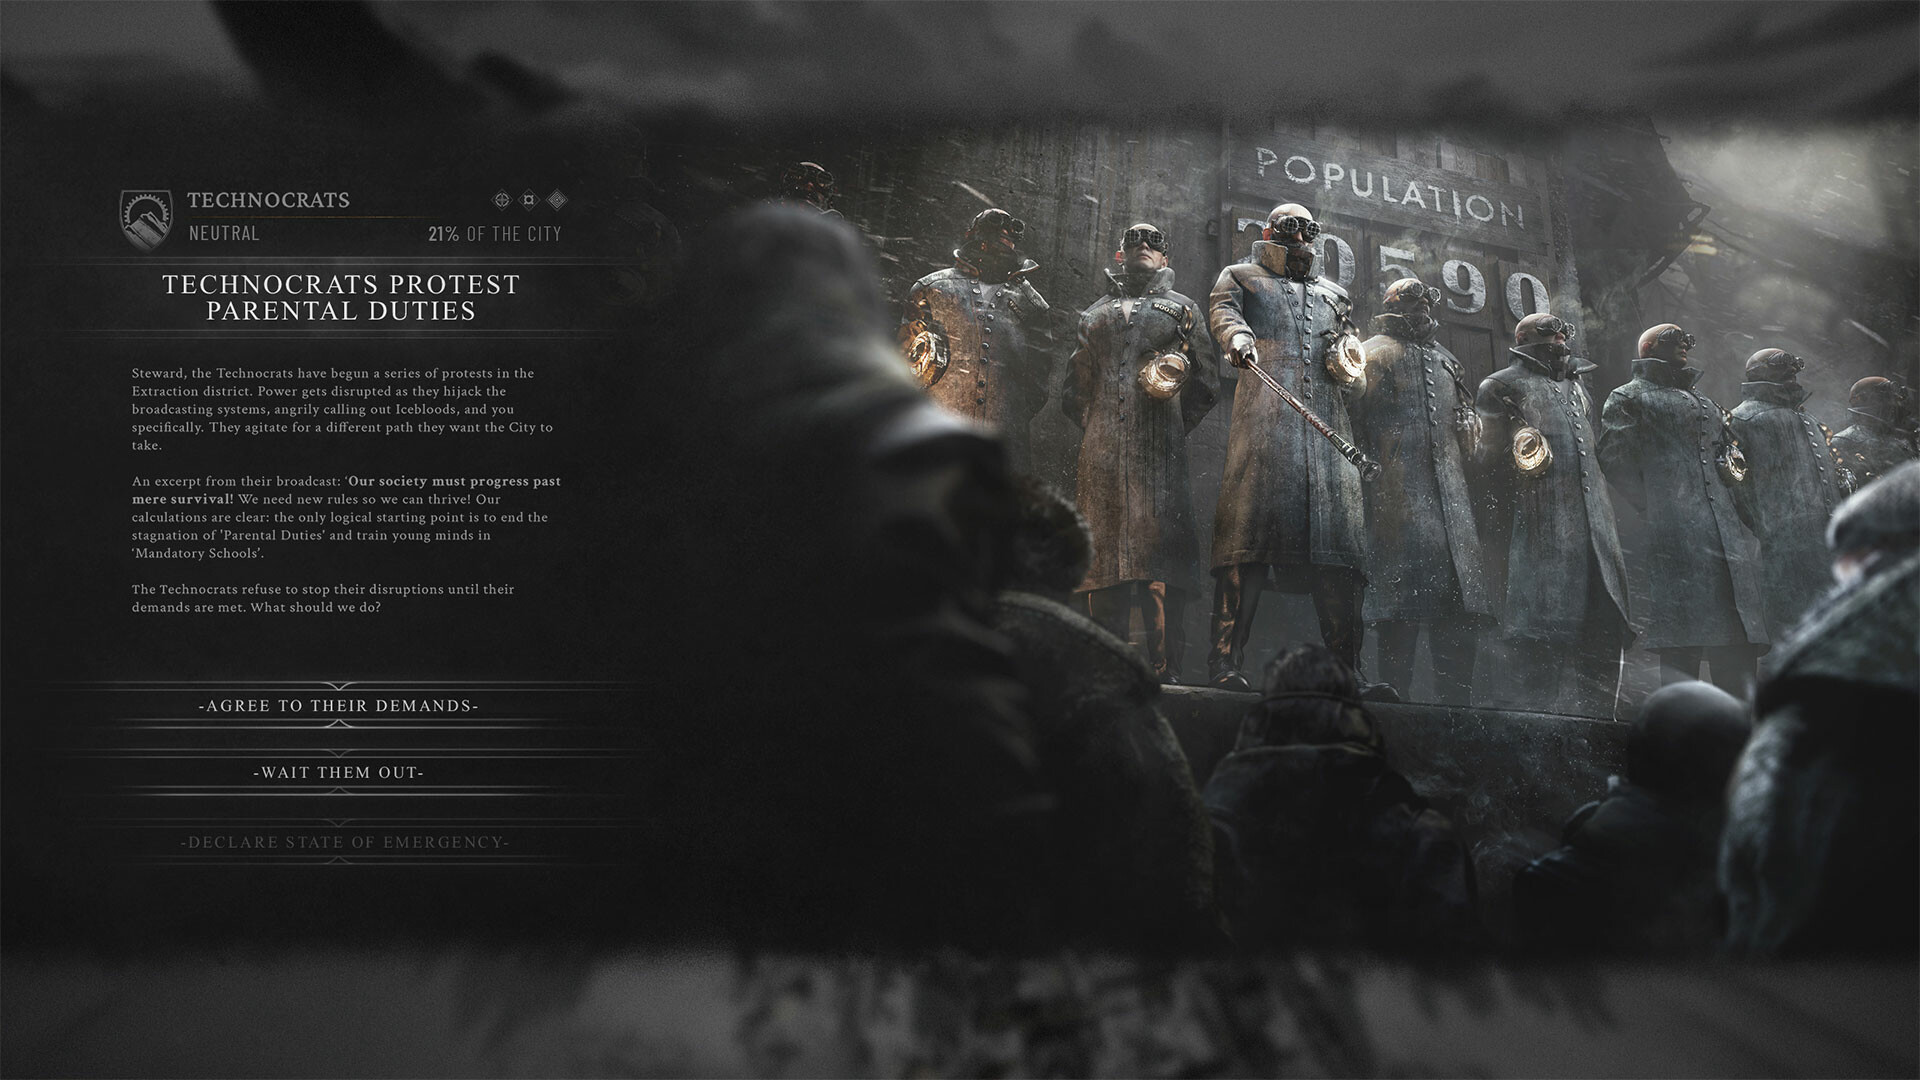 TECHNOCRATS
NEUTRAL
21% OF THE CITY
TECHNOCRATS PROTEST
PARENTAL DUTIES
Steward, the Technocrats have begun a series of protests in the
Extraction district. Power gets disrupted as they hijack the
broadcasting systems, angrily calling out Icebloods, and you
specifically. They agitate for a different path they want the City to
take.
An excerpt from their broadcast: 'Our society must progress past
mere survival! We need new rules so we can thrive! Our
calculations are clear: the only logical starting point is to end the
stagnation of 'Parental Duties' and train young minds in
'Mandatory Schools'.
The Technocrats refuse to stop their disruptions until their
demands are met. What should we do?
-AGREE TO THEIR DEMANDS-
-WAIT THEM OUT-
-DECLARE STATE OF EMERGENCY-
POPULATION